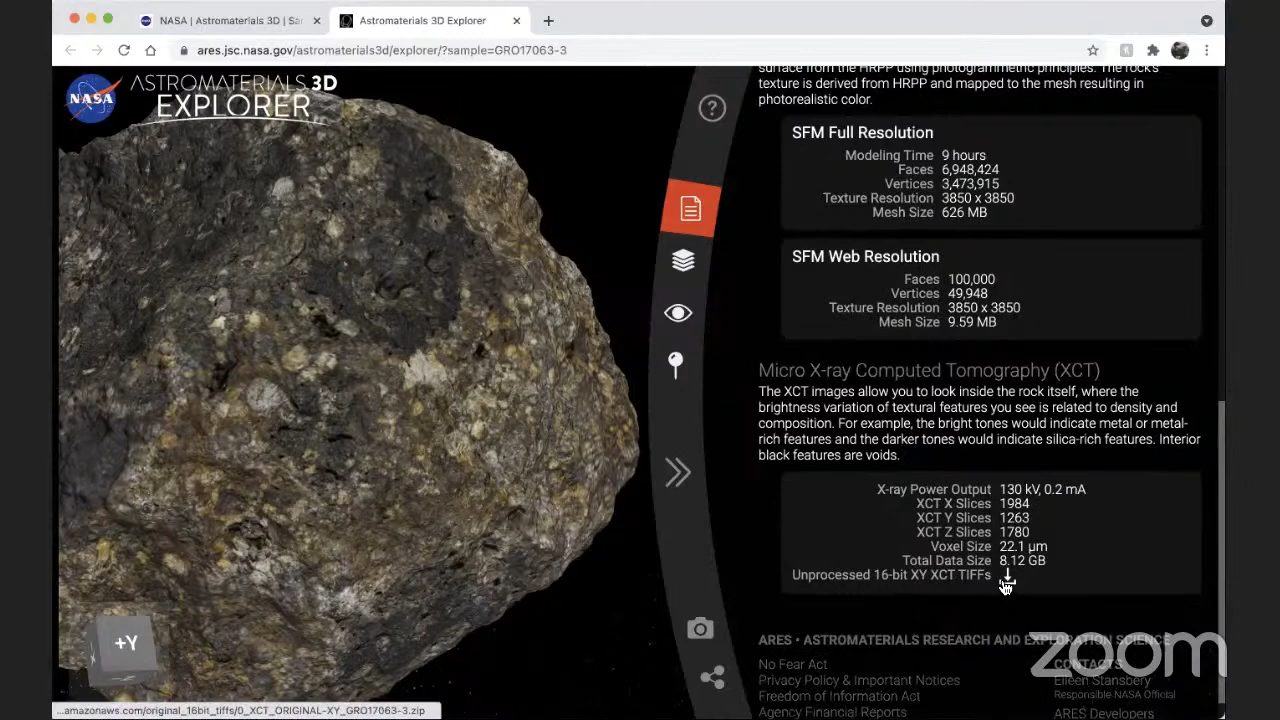 NASA | Astromaterials 3D | Sa
Astromaterials 3D Explorer
ares.jsc.nasa.gov/astromaterials3d/explorer/?sample=GRO17063-3
NASA
ASTROMATERIALS 3D
EXPLORER
surface from the HRPP using photogrammetric principles. The rock's
texture is derived from HRPP and mapped to the mesh resulting in
photorealistic color.
SFM Full Resolution
Modeling Time 9 hours
Faces 6,948,424
Vertices 3,473,915
Texture Resolution 3850 x 3850
Mesh Size 626 MB
SFM Web Resolution
Faces 100,000
Vertices 49,948
Texture Resolution 3850 x 3850
Mesh Size 9.59 MB
Micro X-ray Computed Tomography (XCT)
The XCT images allow you to look inside the rock itself, where the
brightness variation of textural features you see is related to density and
composition. For example, the bright tones would indicate metal or metal-
rich features and the darker tones would indicate silica-rich features. Interior
black features are voids.
X-ray Power Output 130 kV, 0.2 mA
XCT X Slices 1984
XCT Y Slices 1263
XCT Z Slices 1780
Voxel Size 22.1 µm
Total Data Size 8.12 GB
Unprocessed 16-bit XY XCT TIFFs
+Y
ARES • ASTROMATERIALS RESEARCH AND EXPLORATION SCIENCE
No Fear Act
Privacy Policy & Important Notices
Freedom of Information Act
Agency Financial Reports
CONTACTS
Eileen Stansbery
Responsible NASA Official
ARES Developers
zoom
...amazonaws.com/original_16bit_tiffs/0_XCT_ORIGINAL-XY_GRO17063-3.zip